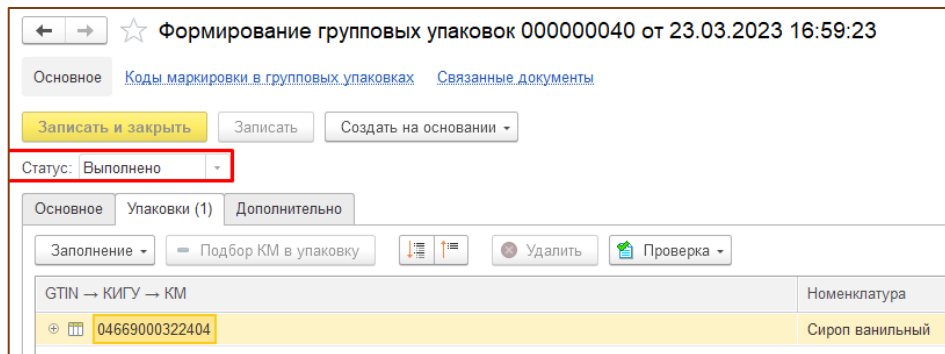 Формирование групповых упаковок 000000040 от 23.03.2023 16:59:23
Основное Коды маркировки в групповых упаковках Связанные документы
Записать и закрыть Записать Создать на основании
Статус: Выполнено
Основное Упаковки (1) Дополнительно
Заполнение Подбор КМ в упаковку Удалить Проверка
GTIN → КИГУ → КМ Номенклатура
04669000322404 Сироп ванильный